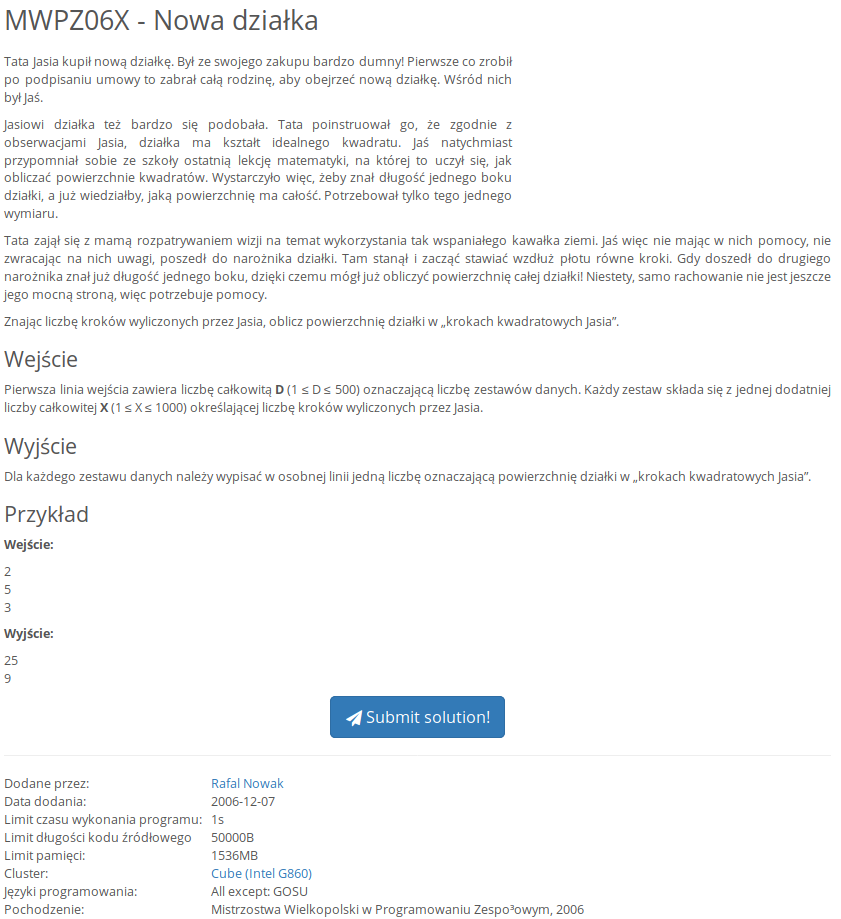 MWPZ06X - Nowa działka
Tata Jasia kupił nową działkę. Był ze swojego zakupu bardzo dumny! Pierwsze co zrobił
po podpisaniu umowy to zabrał całą rodzinę, aby obejrzeć nową działkę. Wśród nich
był Jaś.
Jasiowi działka też bardzo się podobała. Tata poinstruował go, że zgodnie z
obserwacjami Jasia, działka ma kształt idealnego kwadratu. Jaś natychmiast
przypomniał sobie ze szkoły ostatnią lekcję matematyki, na której to uczył się, jak
obliczać powierzchnie kwadratów. Wystarczyło więc, żeby znał długość jednego boku
działki, a już wiedziałby, jaką powierzchnię ma całość. Potrzebował tylko tego jednego
wymiaru.
Tata zajął się z mamą rozpatrywaniem wizji na temat wykorzystania tak wspaniałego kawałka ziemi. Jaś więc nie mając w nich pomocy, nie
zwracając na nich uwagi, poszedł do narożnika działki. Tam stanął i zacząć stawiać wzdłuż płotu równe kroki. Gdy doszedł do drugiego
narożnika znał już długość jednego boku, dzięki czemu mógł już obliczyć powierzchnię całej działki! Niestety, samo rachowanie nie jest jeszcze
jego mocną stroną, więc potrzebuje pomocy.
Znając liczbę kroków wyliczonych przez Jasia, oblicz powierzchnię działki w „krokach kwadratowych Jasia”.
Wejście
Pierwsza linia wejścia zawiera liczbę całkowitą D (1 ≤ D ≤ 500) oznaczającą liczbę zestawów danych. Każdy zestaw składa się z jednej dodatniej
liczby całkowitej X (1 ≤ X ≤ 1000) określającej liczbę kroków wyliczonych przez Jasia.
Wyjście
Dla każdego zestawu danych należy wypisać w osobnej linii jedną liczbę oznaczającą powierzchnię działki w „krokach kwadratowych Jasia”.
Przykład
Wejście:
2
5
3
Wyjście:
25
9
Submit solution!
Dodane przez: Rafal Nowak
Data dodania: 2006-12-07
Limit czasu wykonania programu: 1s
Limit długości kodu źródłowego 50000B
Limit pamięci: 1536MB
Cluster: Cube (Intel G860)
Języki programowania: All except: GOSU
Pochodzenie: Mistrzostwa Wielkopolski w Programowaniu Zespo³owym, 2006